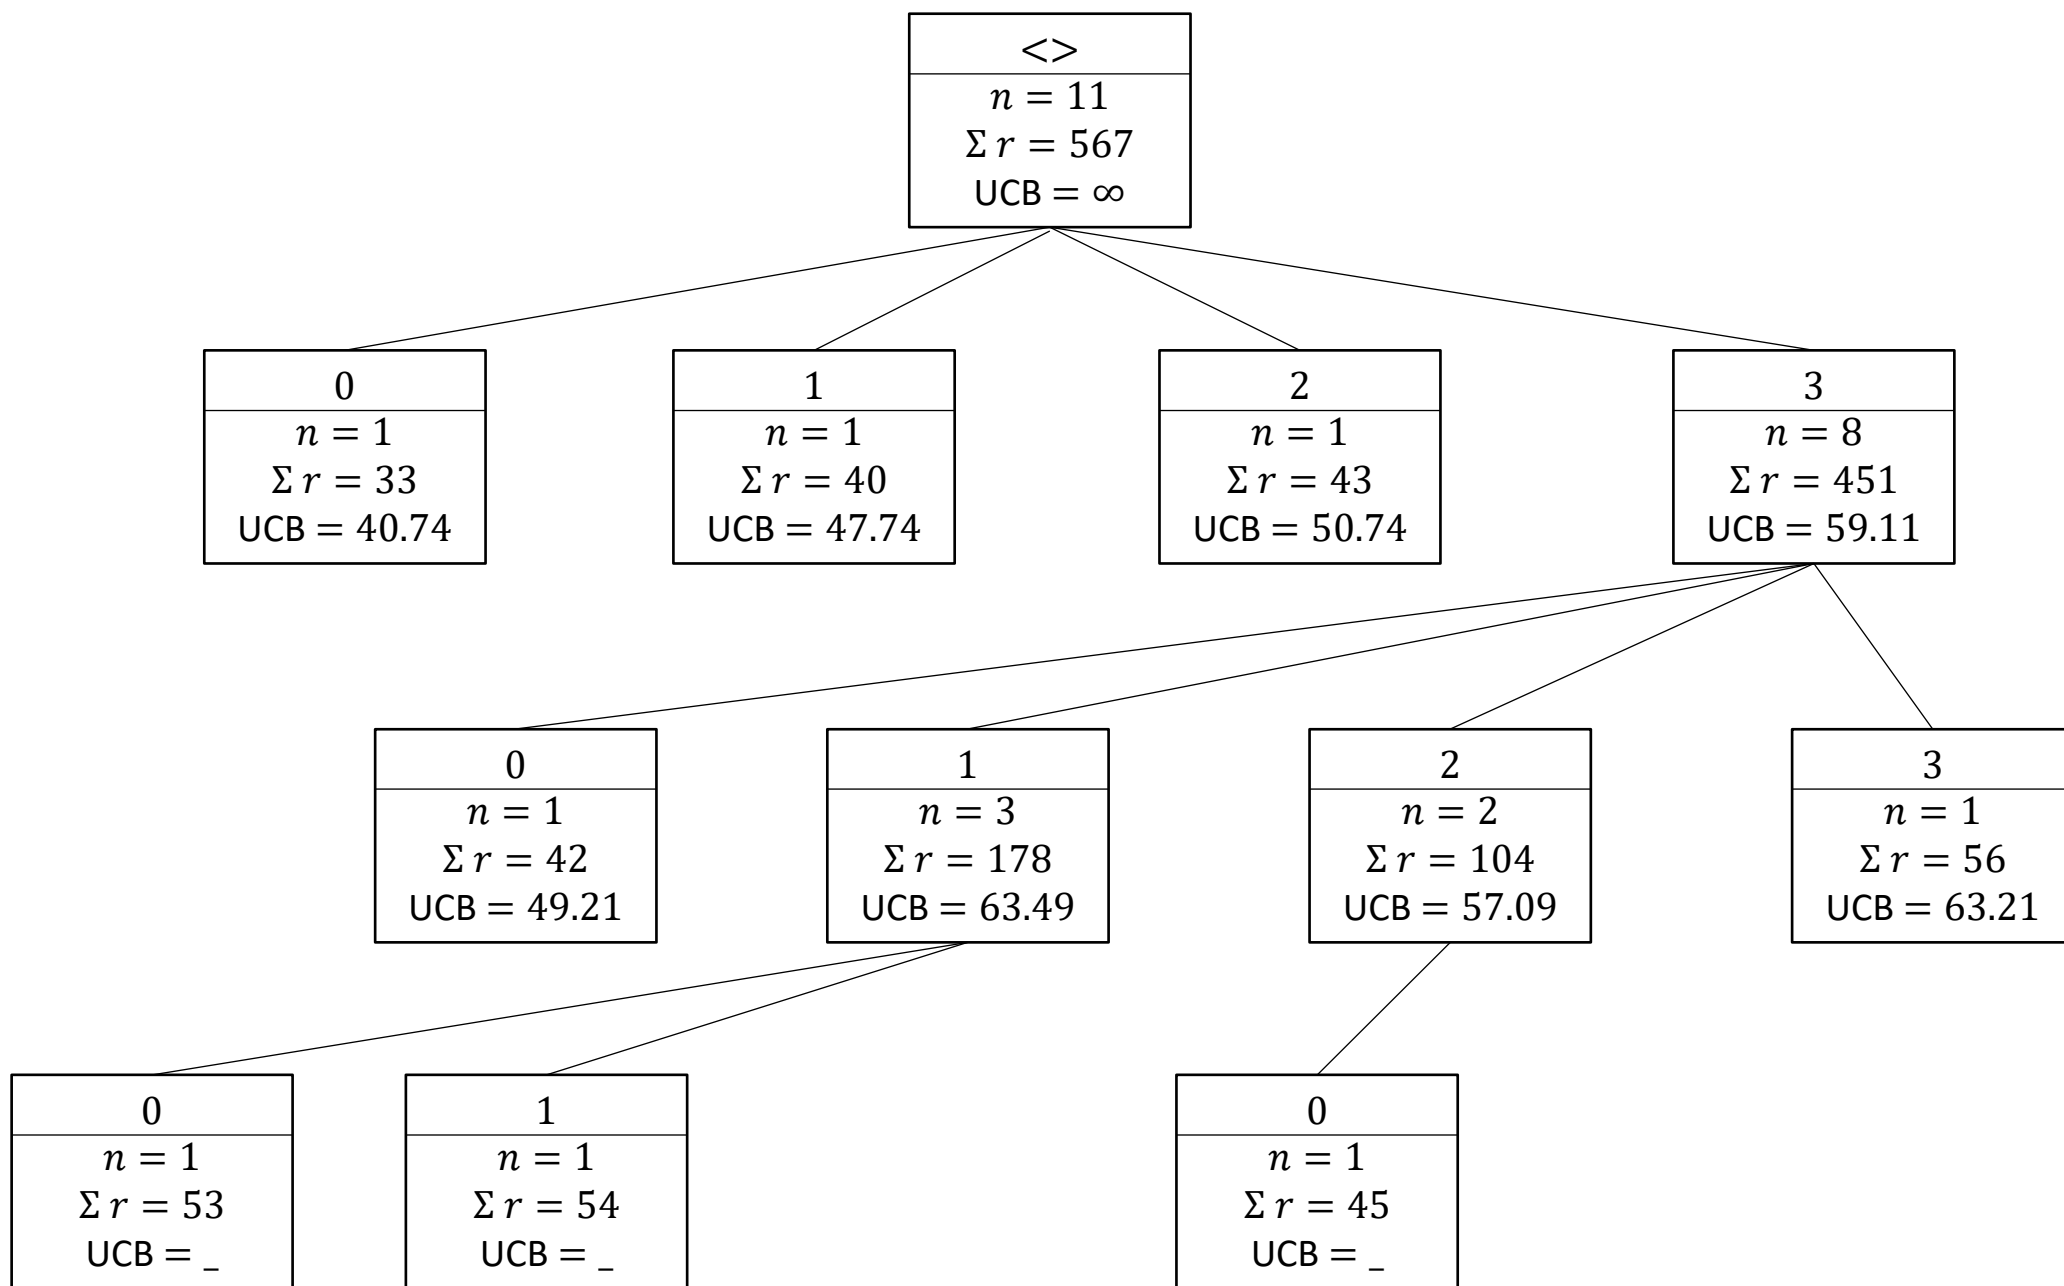 <>
n = 11
Σ r = 567
UCB = ∞
0
n = 1
Σ r = 33
UCB = 40.74
1
n = 1
Σ r = 40
UCB = 47.74
2
n = 1
Σ r = 43
UCB = 50.74
3
n = 8
Σ r = 451
UCB = 59.11
0
n = 1
Σ r = 42
UCB = 49.21
1
n = 3
Σ r = 178
UCB = 63.49
2
n = 2
Σ r = 104
UCB = 57.09
3
n = 1
Σ r = 56
UCB = 63.21
0
n = 1
Σ r = 53
UCB = _
1
n = 1
Σ r = 54
UCB = _
0
n = 1
Σ r = 45
UCB = _